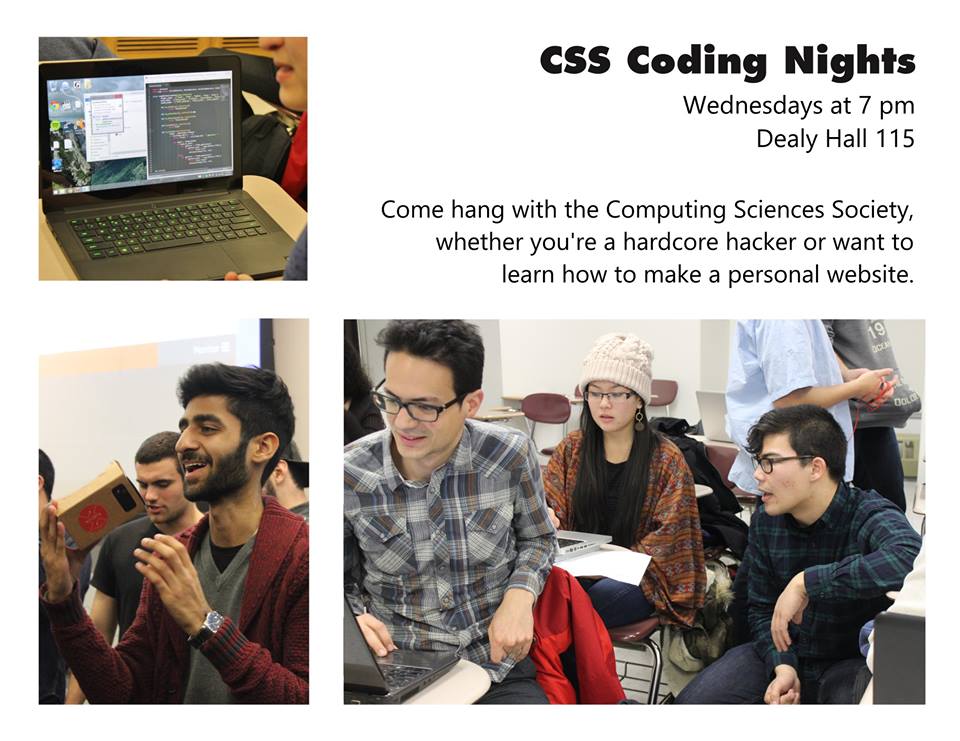 CSS Coding Nights
Wednesdays at 7 pm
Dealy Hall 115
Come hang with the Computing Sciences Society,
whether you're a hardcore hacker or want to
learn how to make a personal website.
19